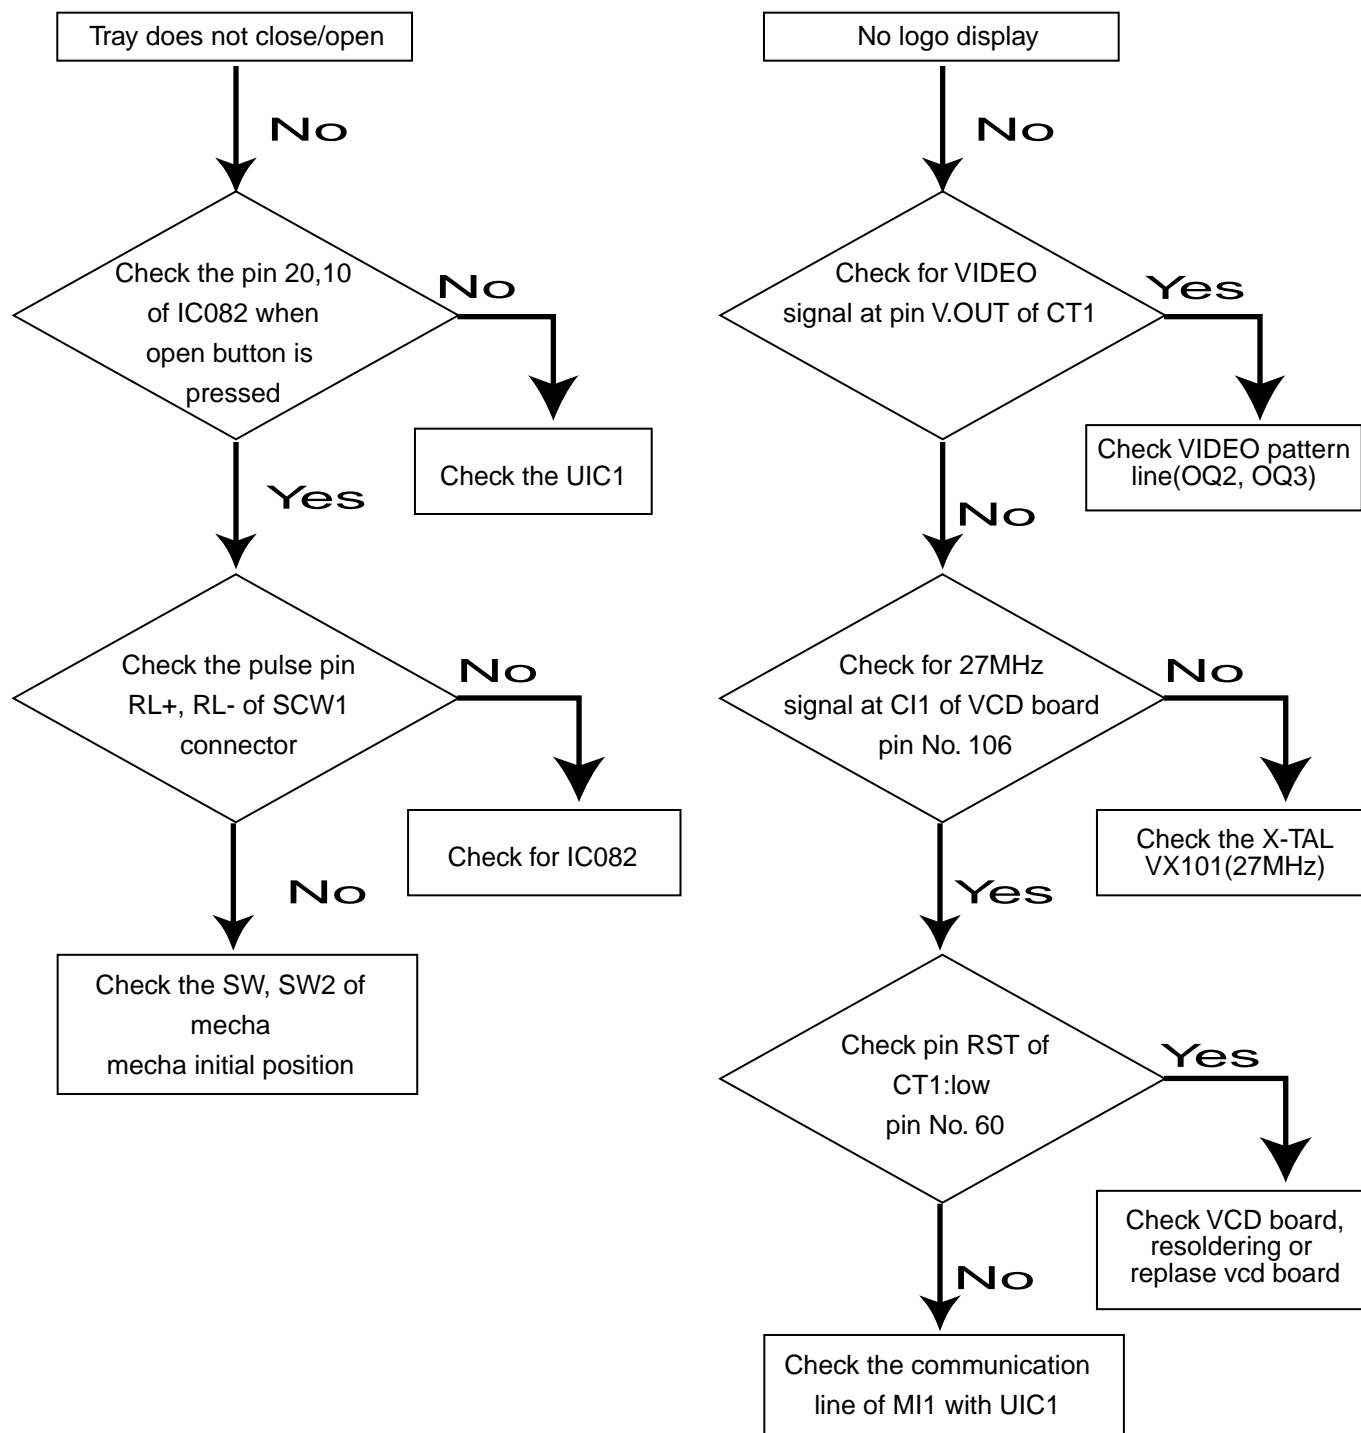 Tray does not close/open
No
Check the pin 20,10
of IC082 when
open button is
pressed
No
Check the UIC1
Yes
Check the pulse pin
RL+, RL- of SCW1
connector
No
Check for IC082
No
Check the SW, SW2 of
mecha
mecha initial position
No logo display
No
Check for VIDEO
signal at pin V.OUT of CT1
Yes
Check VIDEO pattern
line(OQ2, OQ3)
No
Check for 27MHz
signal at CI1 of VCD board
pin No. 106
No
Check the X-TAL
VX101(27MHz)
Yes
Check pin RST of
CT1:low
pin No. 60
Yes
Check VCD board,
resoldering or
replase vcd board
No
Check the communication
line of MI1 with UIC1